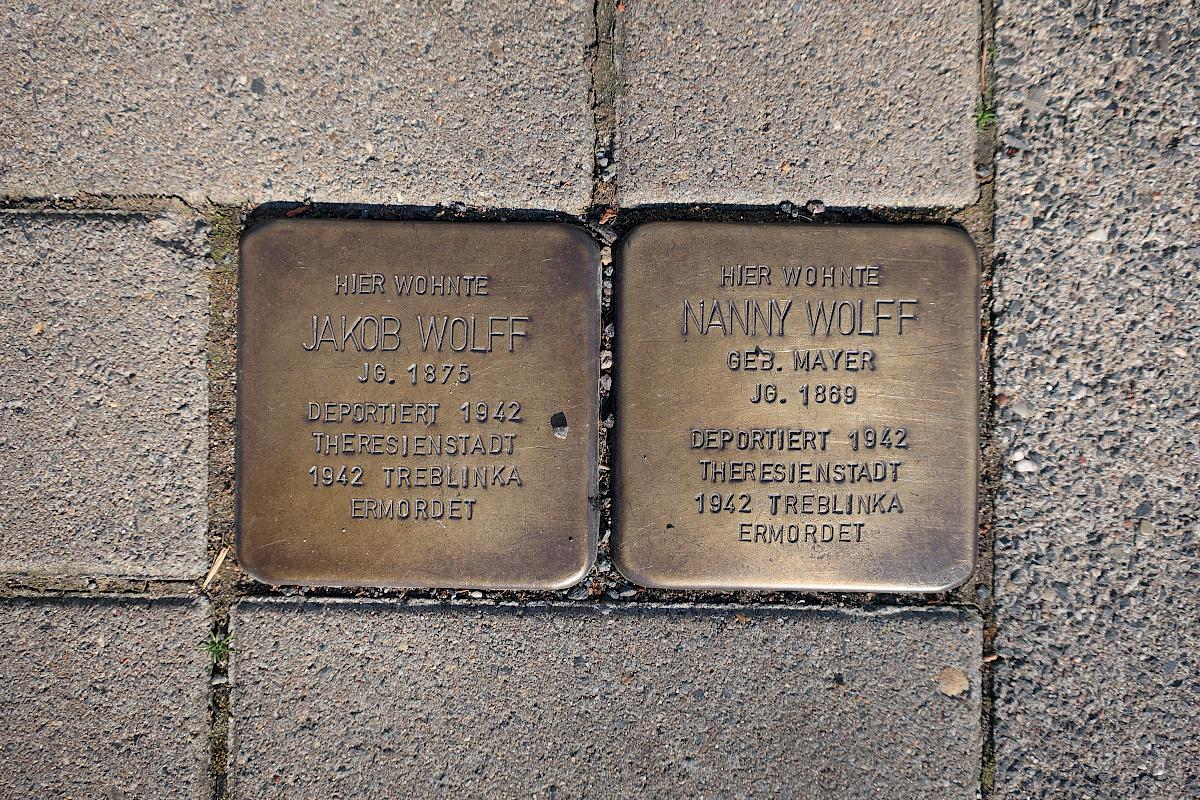 HIER WOHNTE
JAKOB WOLFF
JG. 1875
DEPORTIERT 1942
THERESIENSTADT
1942 TREBLINKA
ERMORDET
HIER WOHNTE
NANNY WOLFF
GEB. MAYER
JG. 1869
DEPORTIERT 1942
THERESIENSTADT
1942 TREBLINKA
ERMORDET